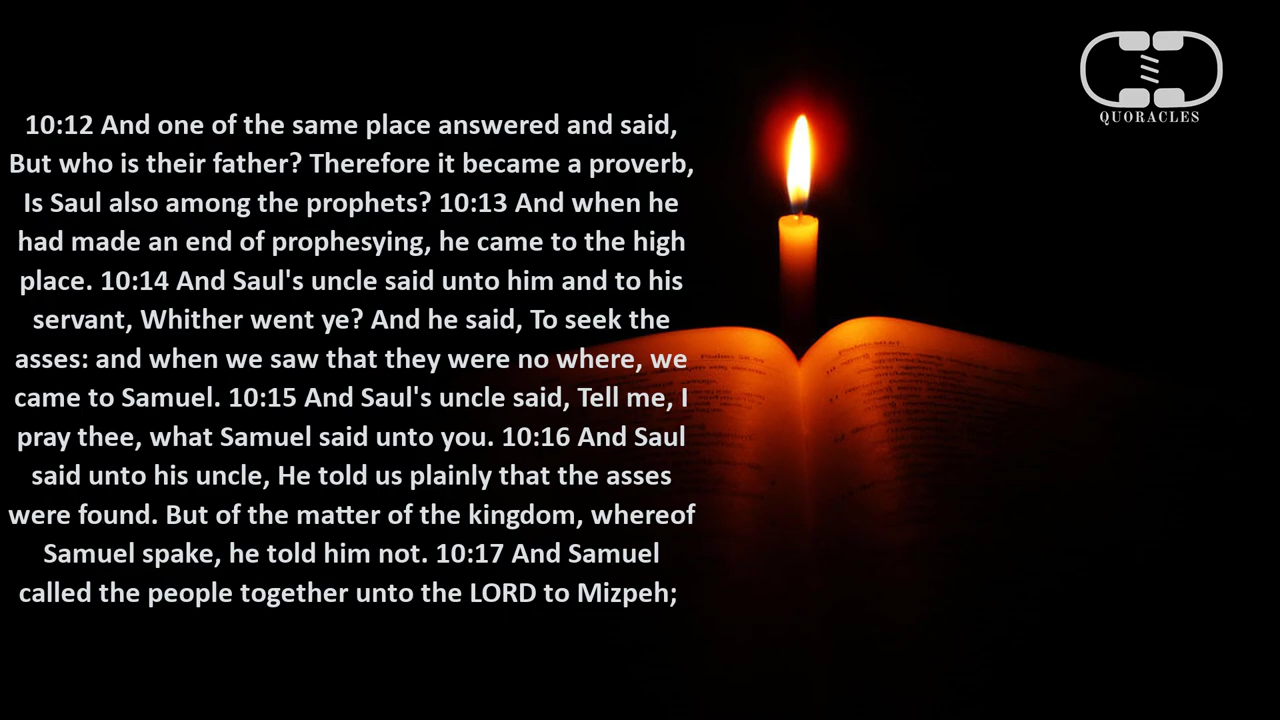 10:12 And one of the same place answered and said,
But who is their father? Therefore it became a proverb,
Is Saul also among the prophets? 10:13 And when he
had made an end of prophesying, he came to the high
place. 10:14 And Saul's uncle said unto him and to his
servant, Whither went ye? And he said, To seek the
asses: and when we saw that they were no where, we
came to Samuel. 10:15 And Saul's uncle said, Tell me, I
pray thee, what Samuel said unto you. 10:16 And Saul
said unto his uncle, He told us plainly that the asses
were found. But of the matter of the kingdom, whereof
Samuel spake, he told him not. 10:17 And Samuel
called the people together unto the LORD to Mizpeh;
QUORACLES